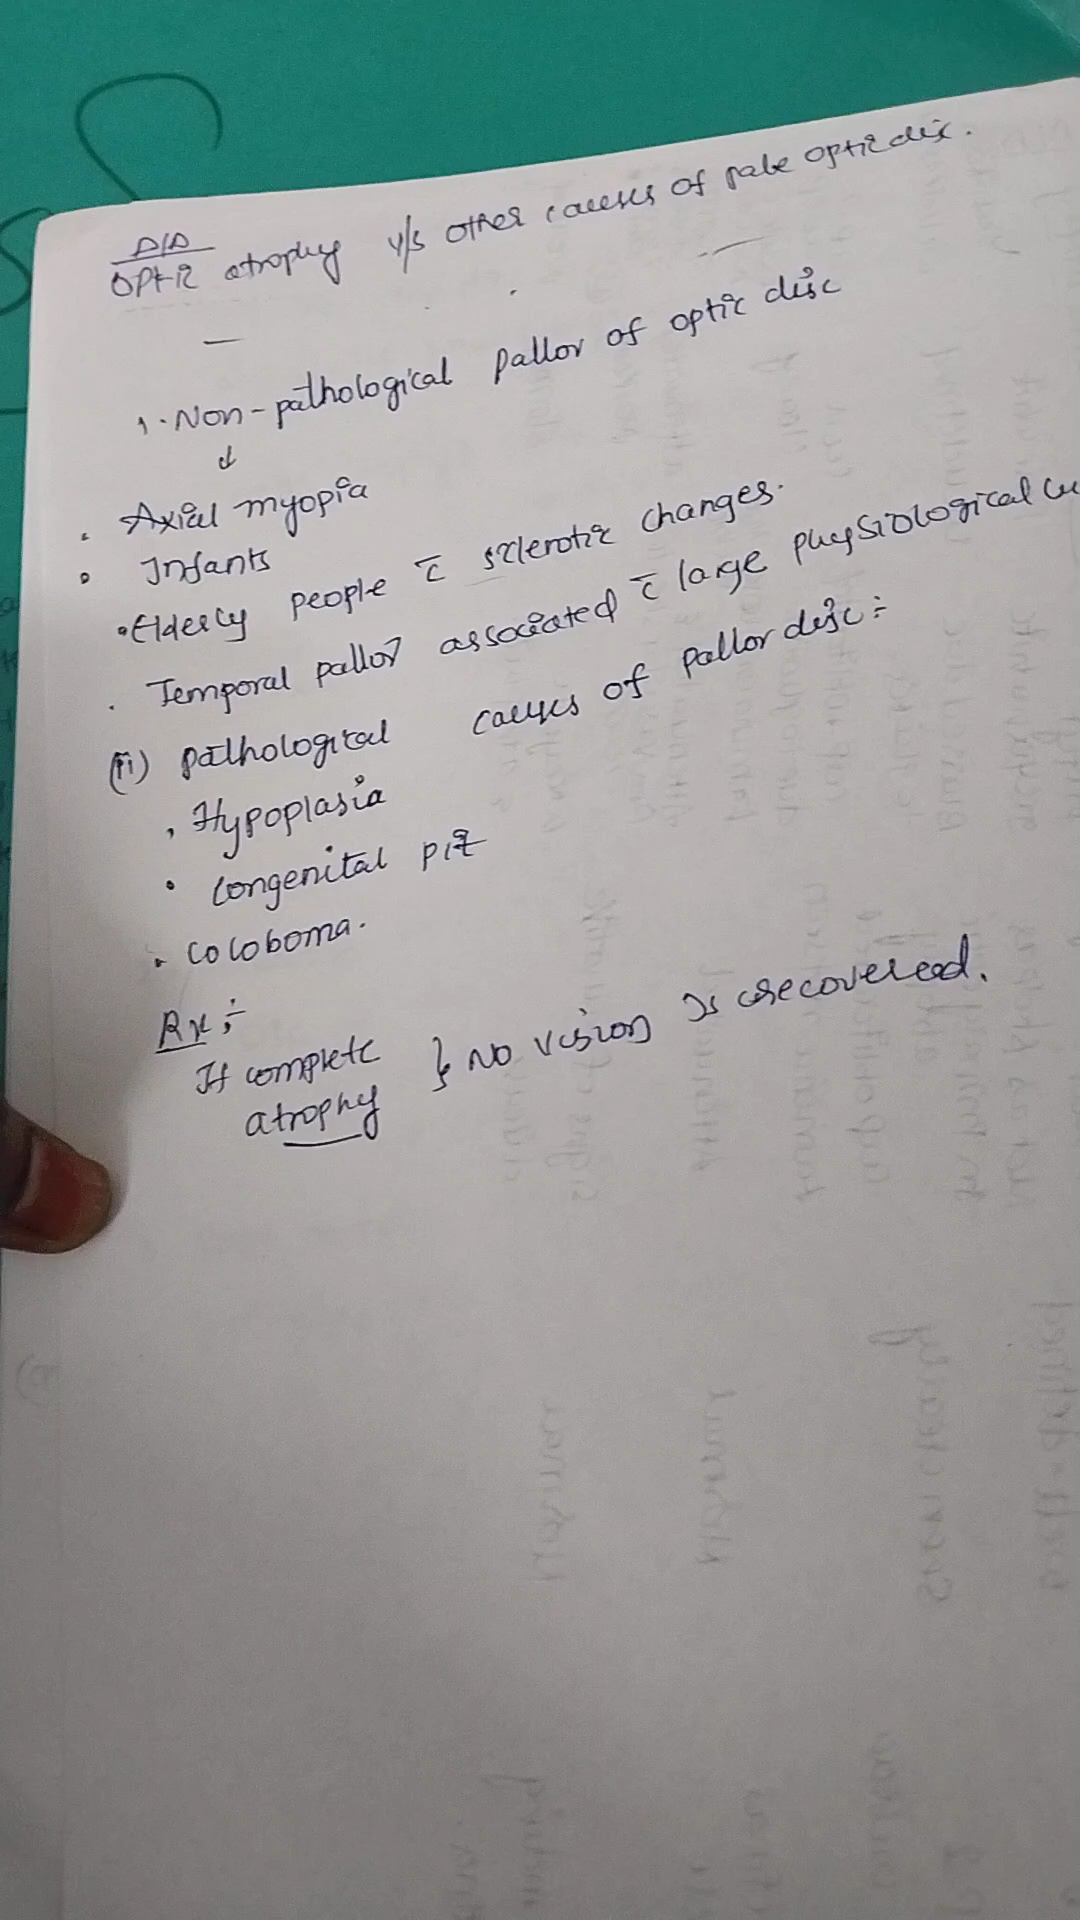 D/D
Optic atrophy v/s other causes of pale optic disc.
1. Non-pathological pallor of optic disc
↓
• Axial myopia
• Infants
• Elderly people c̄ sclerotic changes.
• Temporal pallor associated c̄ large physiological cu
(ii) pathological causes of pallor disc :-
• Hypoplasia
• congenital pit
• coloboma.
Rx :-
If complete
atrophy } No vision is recovered.